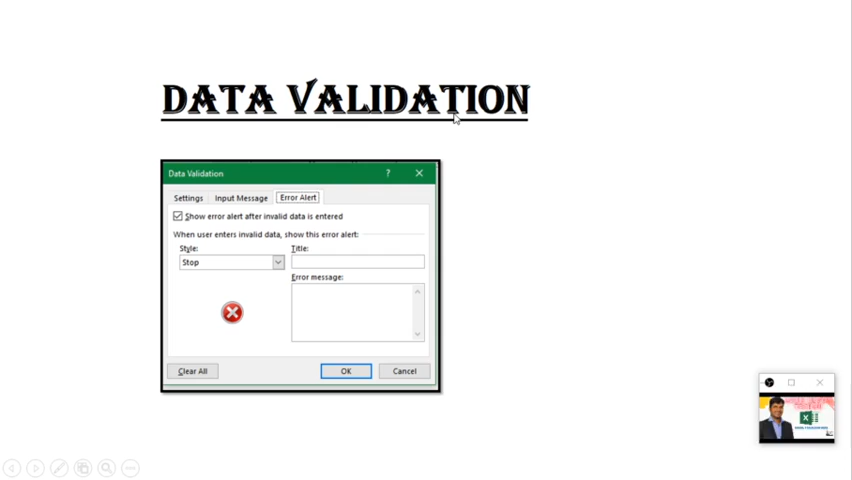 DATA VALIDATION
Data Validation
Settings Input Message Error Alert
Show error alert after invalid data is entered
When user enters invalid data, show this error alert:
Style: Title:
Stop
Error message:
Clear All OK Cancel